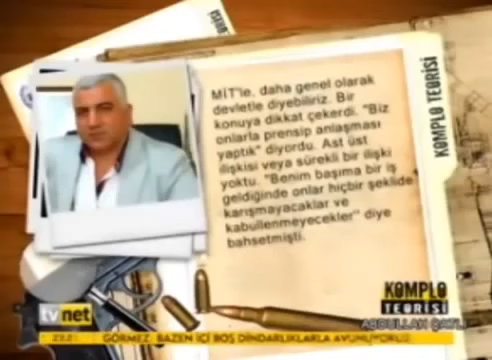 MİT'le, daha genel olarak
devletle diyebiliriz. Bir
konuya dikkat çekerdi. "Biz
onlarla prensip anlaşması
yaptık" diyordu. Ast üst
ilişkisi veya sürekli bir ilişki
yoktu. "Benim başıma bir iş
geldiğinde onlar hiçbir şekilde
karışmayacaklar ve
kabullenmeyecekler" diye
bahsetmişti.
KOMPLO TEORİSİ
KOMPLO
TEORİSİ
ABDULLAH ÇATLI
tvnet
GÖRMEZ: BAZEN İÇİ BOŞ DİNDARLIKLARLA